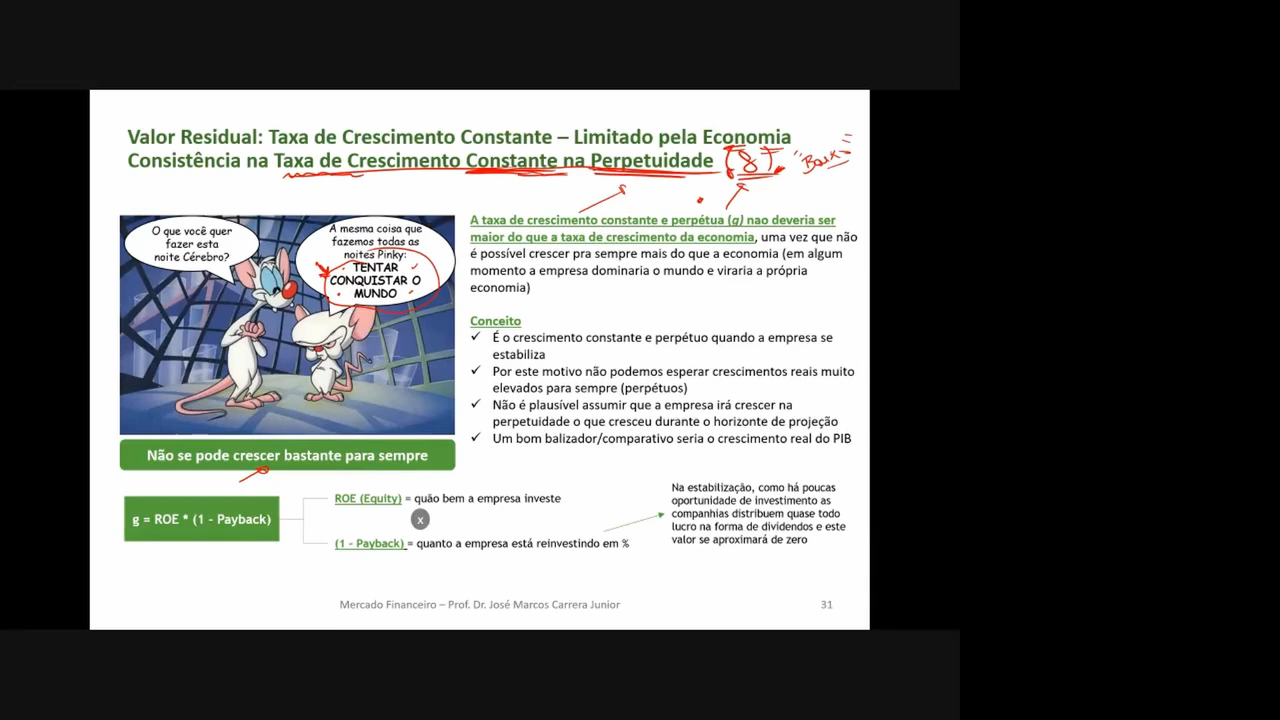 Valor Residual: Taxa de Crescimento Constante – Limitado pela Economia
Consistência na Taxa de Crescimento Constante na Perpetuidade (g)
O que você quer
fazer esta
noite Cérebro?
A mesma coisa que
fazemos todas as
noites Pinky:
TENTAR
CONQUISTAR O
MUNDO
Não se pode crescer bastante para sempre
A taxa de crescimento constante e perpétua (g) nao deveria ser
maior do que a taxa de crescimento da economia, uma vez que não
é possível crescer pra sempre mais do que a economia (em algum
momento a empresa dominaria o mundo e viraria a própria
economia)
Conceito
✓ É o crescimento constante e perpétuo quando a empresa se
estabiliza
✓ Por este motivo não podemos esperar crescimentos reais muito
elevados para sempre (perpétuos)
✓ Não é plausível assumir que a empresa irá crescer na
perpetuidade o que cresceu durante o horizonte de projeção
✓ Um bom balizador/comparativo seria o crescimento real do PIB
g = ROE * (1 - Payback)
ROE (Equity) = quão bem a empresa investe
x
(1 - Payback) = quanto a empresa está reinvestindo em %
Na estabilização, como há poucas
oportunidade de investimento as
companhias distribuem quase todo
lucro na forma de dividendos e este
valor se aproximará de zero
Mercado Financeiro – Prof. Dr. José Marcos Carrera Junior
31